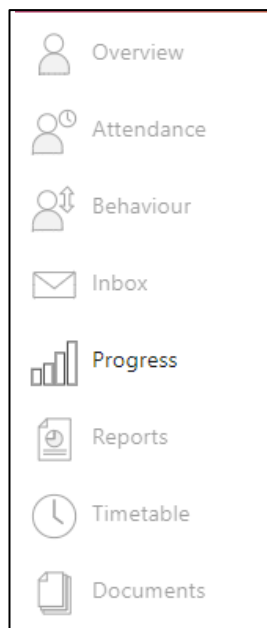 Overview
Attendance
Behaviour
Inbox
Progress
Reports
Timetable
Documents